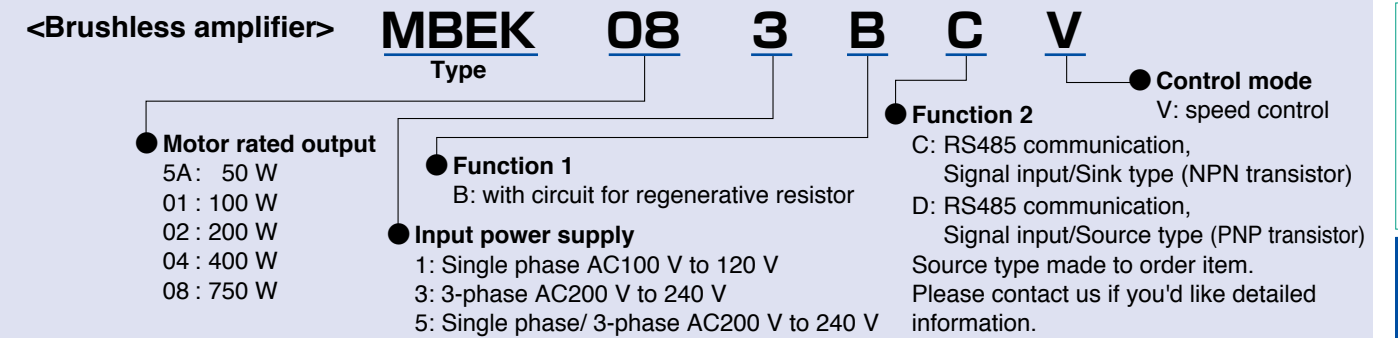 <Brushless amplifier> MBEK 08 3 B C V
Type
Control mode
V: speed control
Motor rated output
5A: 50 W
01 : 100 W
02 : 200 W
04 : 400 W
08 : 750 W
Input power supply
1: Single phase AC100 V to 120 V
3: 3-phase AC200 V to 240 V
5: Single phase/ 3-phase AC200 V to 240 V
Function 1
B: with circuit for regenerative resistor
Function 2
C: RS485 communication,
Signal input/Sink type (NPN transistor)
D: RS485 communication,
Signal input/Source type (PNP transistor)
Source type made to order item.
Please contact us if you'd like detailed
information.